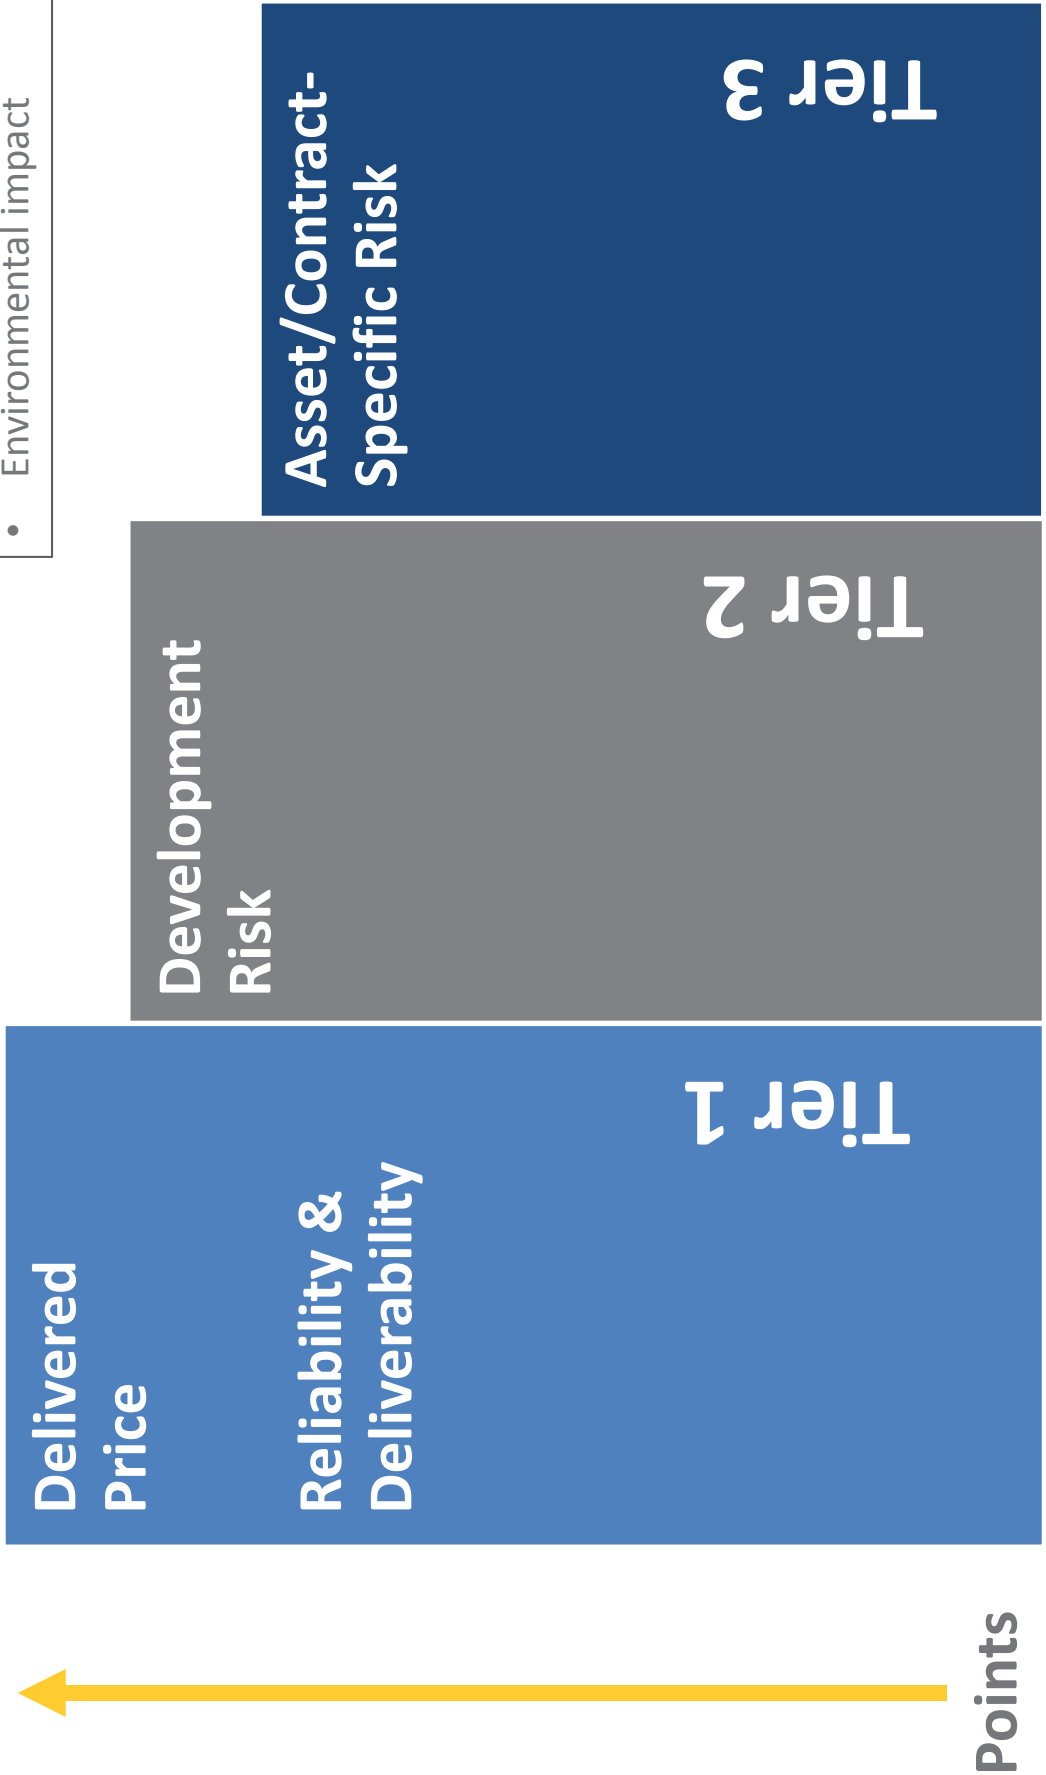 • Environmental impact
Delivered
Price
Reliability &
Deliverability
Tier 1
Development
Risk
Tier 2
Asset/Contract-
Specific Risk
Tier 3
Points